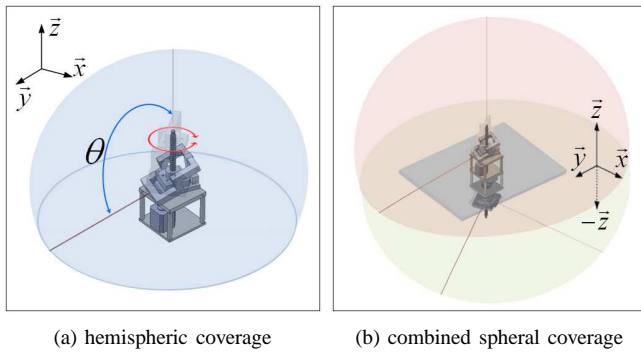 z⃗
x⃗
y⃗
θ
z⃗
y⃗
x⃗
−z⃗
(a) hemispheric coverage
(b) combined spheral coverage